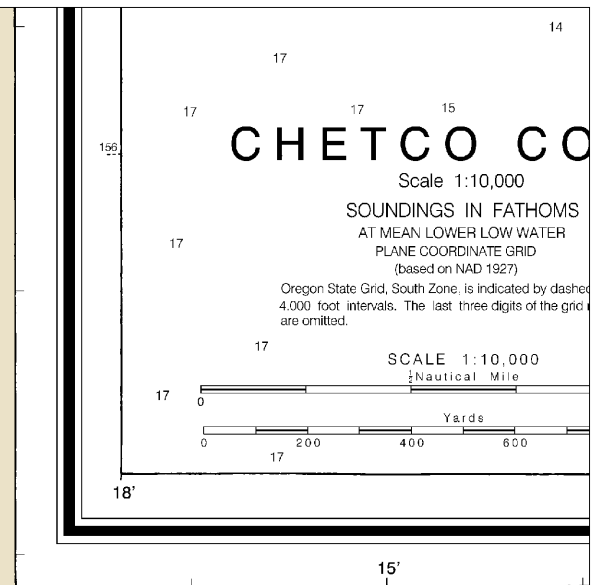 14
17
17
17
15
156
CHETCO CO
Scale 1:10,000
SOUNDINGS IN FATHOMS
AT MEAN LOWER LOW WATER
17
PLANE COORDINATE GRID
(based on NAD 1927)
Oregon State Grid, South Zone, is indicated by dashed
4.000 foot intervals. The last three digits of the grid
are omitted.
17
SCALE 1:10,000
½ Nautical Mile
17
0
Yards
0 200 400 600
17
18'
15'